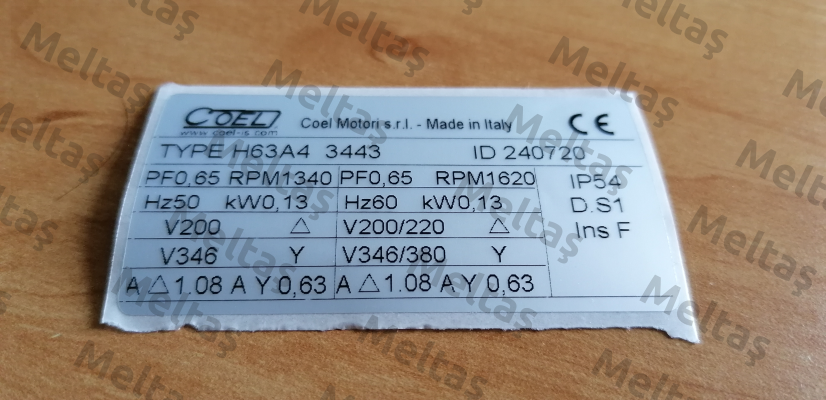 COEL
www.coel-is.com
Coel Motori s.r.l. - Made in Italy
CE
TYPE H63A4 3443 ID 240720
PF0,65 RPM1340 PF0,65 RPM1620 IP54
Hz50 kW0,13 Hz60 kW0,13 D.S1
V200 △ V200/220 △ Ins F
V346 Y V346/380 Y
A △ 1.08 A Y 0,63 A △ 1.08 A Y 0,63
Meltaş